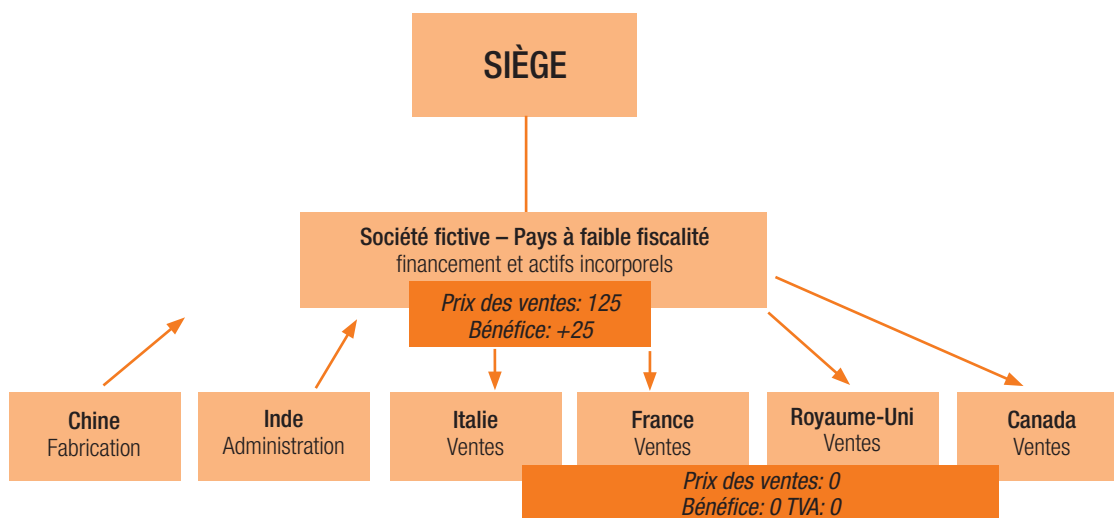 SIÈGE
Société fictive – Pays à faible fiscalité
financement et actifs incorporels
Prix des ventes: 125
Bénéfice: +25
Chine
Fabrication
Inde
Administration
Italie
Ventes
France
Ventes
Royaume-Uni
Ventes
Canada
Ventes
Prix des ventes: 0
Bénéfice: 0 TVA: 0